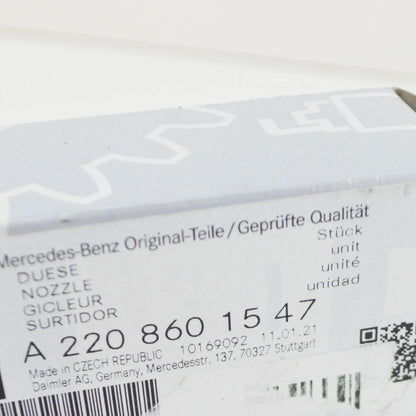 Mercedes-Benz Original-Teile/Geprüfte Qualität
DUESE
NOZZLE
GICLEUR
SURTIDOR
Stück
unit
unité
unidad
A 220 860 15 47
Made in CZECH REPUBLIC 10169092 11.01.21
Daimler AG, Germany, Mercedesstr. 137, 70327 Stuttgart